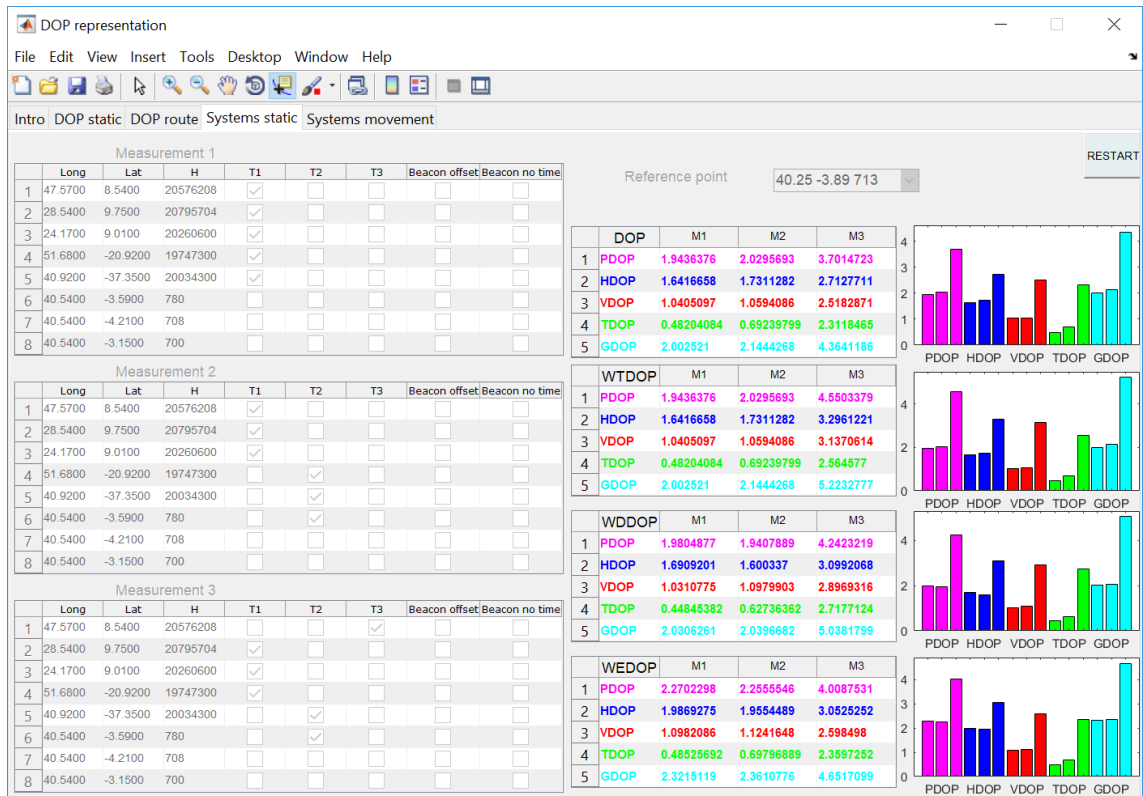 DOP representation
File Edit View Insert Tools Desktop Window Help
Intro DOP static DOP route Systems static Systems movement
RESTART
Reference point 40.25 -3.89 713
Measurement 1
Long Lat H T1 T2 T3 Beacon offset Beacon no time
1 47.5700 8.5400 20576208
2 28.5400 9.7500 20795704
3 24.1700 9.0100 20260600
4 51.6800 -20.9200 19747300
5 40.9200 -37.3500 20034300
6 40.5400 -3.5900 780
7 40.5400 -4.2100 708
8 40.5400 -3.1500 700
Measurement 2
Long Lat H T1 T2 T3 Beacon offset Beacon no time
1 47.5700 8.5400 20576208
2 28.5400 9.7500 20795704
3 24.1700 9.0100 20260600
4 51.6800 -20.9200 19747300
5 40.9200 -37.3500 20034300
6 40.5400 -3.5900 780
7 40.5400 -4.2100 708
8 40.5400 -3.1500 700
Measurement 3
Long Lat H T1 T2 T3 Beacon offset Beacon no time
1 47.5700 8.5400 20576208
2 28.5400 9.7500 20795704
3 24.1700 9.0100 20260600
4 51.6800 -20.9200 19747300
5 40.9200 -37.3500 20034300
6 40.5400 -3.5900 780
7 40.5400 -4.2100 708
8 40.5400 -3.1500 700
DOP M1 M2 M3
1 PDOP 1.9436376 2.0295693 3.7014723
2 HDOP 1.6416658 1.7311282 2.7127711
3 VDOP 1.0405097 1.0594086 2.5182871
4 TDOP 0.48204084 0.69239799 2.3118465
5 GDOP 2.002521 2.1444268 4.3641186
4
3
2
1
0
PDOP HDOP VDOP TDOP GDOP
WTDOP M1 M2 M3
1 PDOP 1.9436376 2.0295693 4.5503379
2 HDOP 1.6416658 1.7311282 3.2961221
3 VDOP 1.0405097 1.0594086 3.1370614
4 TDOP 0.48204084 0.69239799 2.564577
5 GDOP 2.002521 2.1444268 5.2232777
4
2
0
PDOP HDOP VDOP TDOP GDOP
WDDOP M1 M2 M3
1 PDOP 1.9804877 1.9407889 4.2423219
2 HDOP 1.6909201 1.600337 3.0992068
3 VDOP 1.0310775 1.0979903 2.8969316
4 TDOP 0.44845382 0.62736362 2.7177124
5 GDOP 2.0306261 2.0396682 5.0381799
4
2
0
PDOP HDOP VDOP TDOP GDOP
WEDOP M1 M2 M3
1 PDOP 2.2702298 2.2555546 4.0087531
2 HDOP 1.9869275 1.9554489 3.0525252
3 VDOP 1.0982086 1.1241648 2.598498
4 TDOP 0.48525692 0.69796889 2.3597252
5 GDOP 2.3215119 2.3610776 4.6517099
4
3
2
1
0
PDOP HDOP VDOP TDOP GDOP